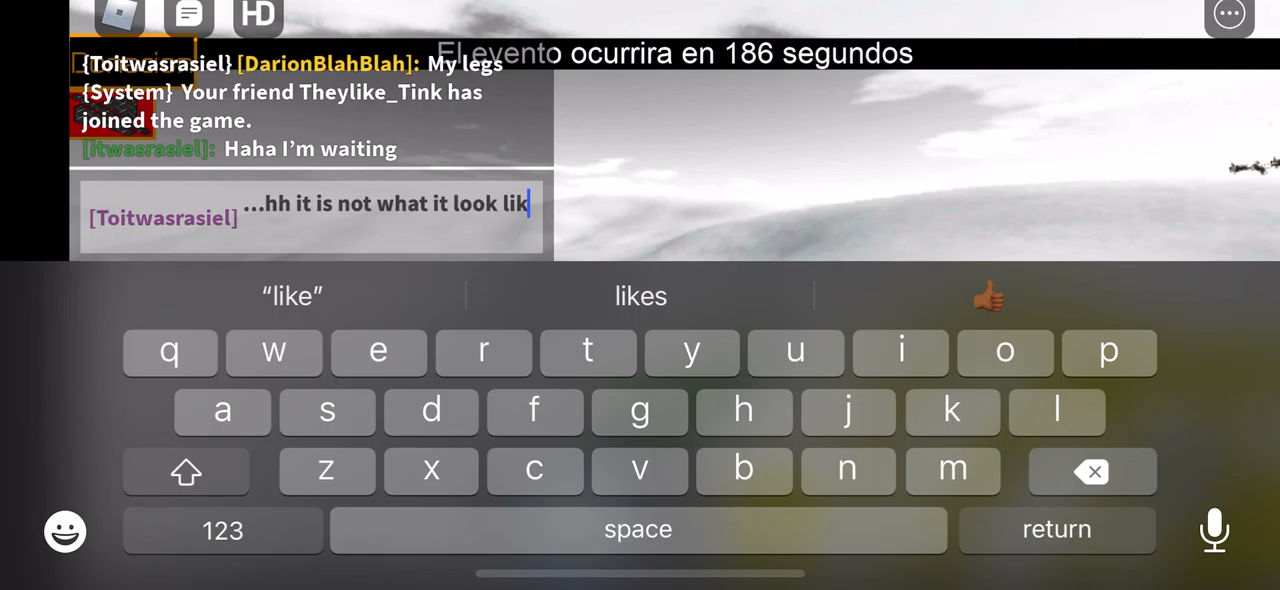 HD
El evento ocurrira en 186 segundos
{Toitwasrasiel} [DarionBlahBlah]: My legs
{System} Your friend Theylike_Tink has
joined the game.
[itwasrasiel]: Haha I’m waiting
[Toitwasrasiel] …hh it is not what it look lik
“like” likes
q w e r t y u i o p
a s d f g h j k l
z x c v b n m
123 space return